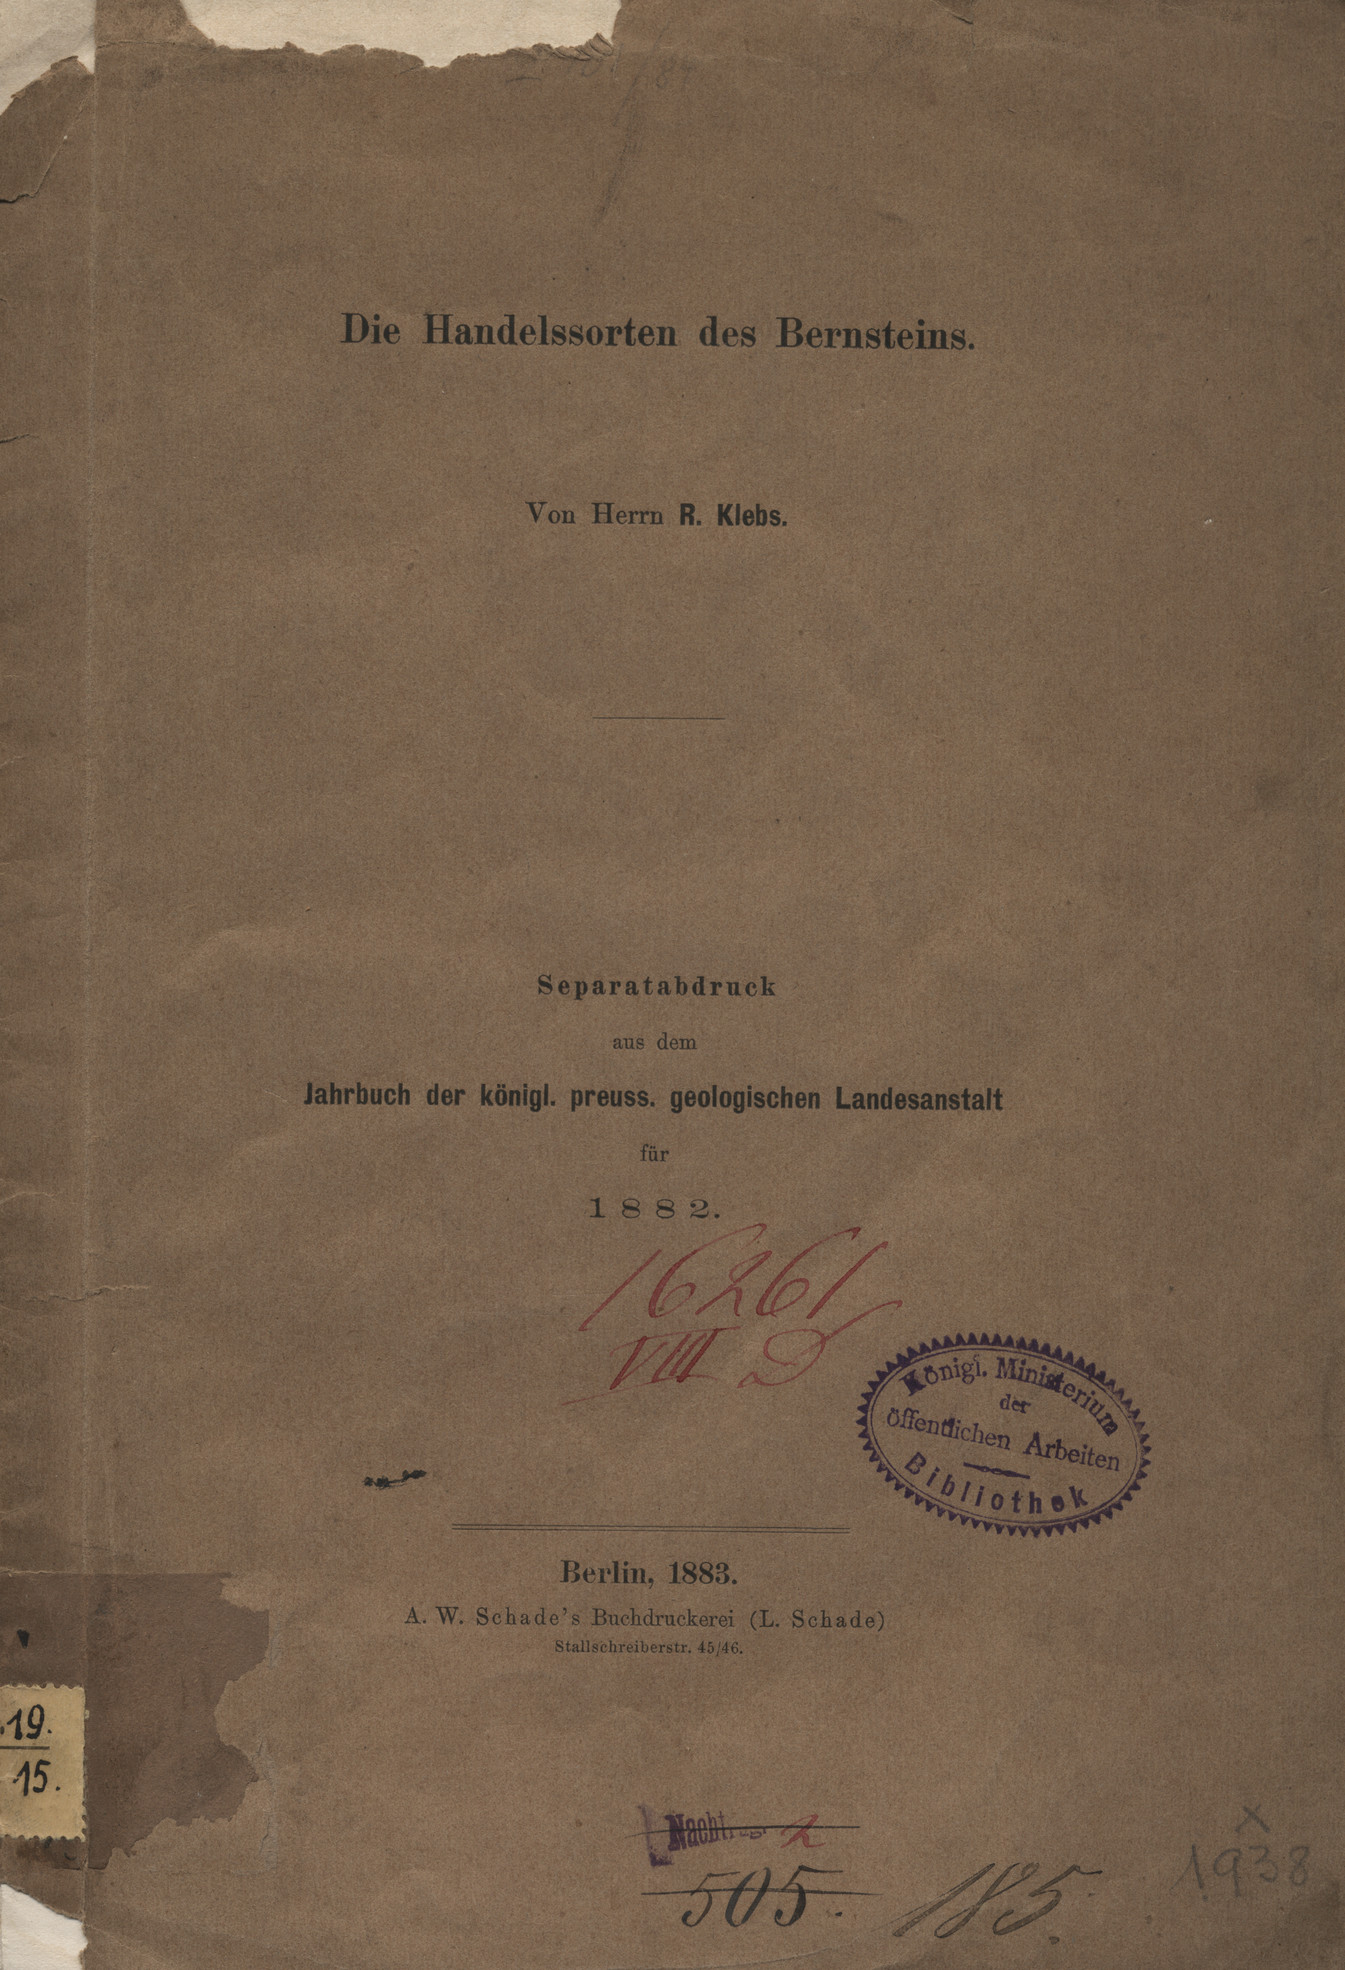 Die Handelssorten des Bernsteins.
Von Herrn R. Klebs.
Separatabdruck
aus dem
Jahrbuch der königl. preuss. geologischen Landesanstalt
für
1882.
16261
VIII D
Königl. Ministerium
der
öffentlichen Arbeiten
Bibliothek
Berlin, 1883.
A. W. Schade's Buchdruckerei (L. Schade)
Stallschreiberstr. 45/46.
19.
15.
2
505. 185.
1938